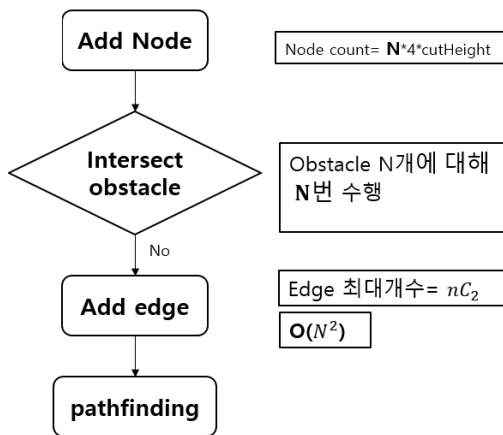 Add Node
Node count= N*4*cutHeight
Intersect
obstacle
Obstacle N개에 대해
N번 수행
No
Add edge
Edge 최대개수= nC₂
O(N²)
pathfinding